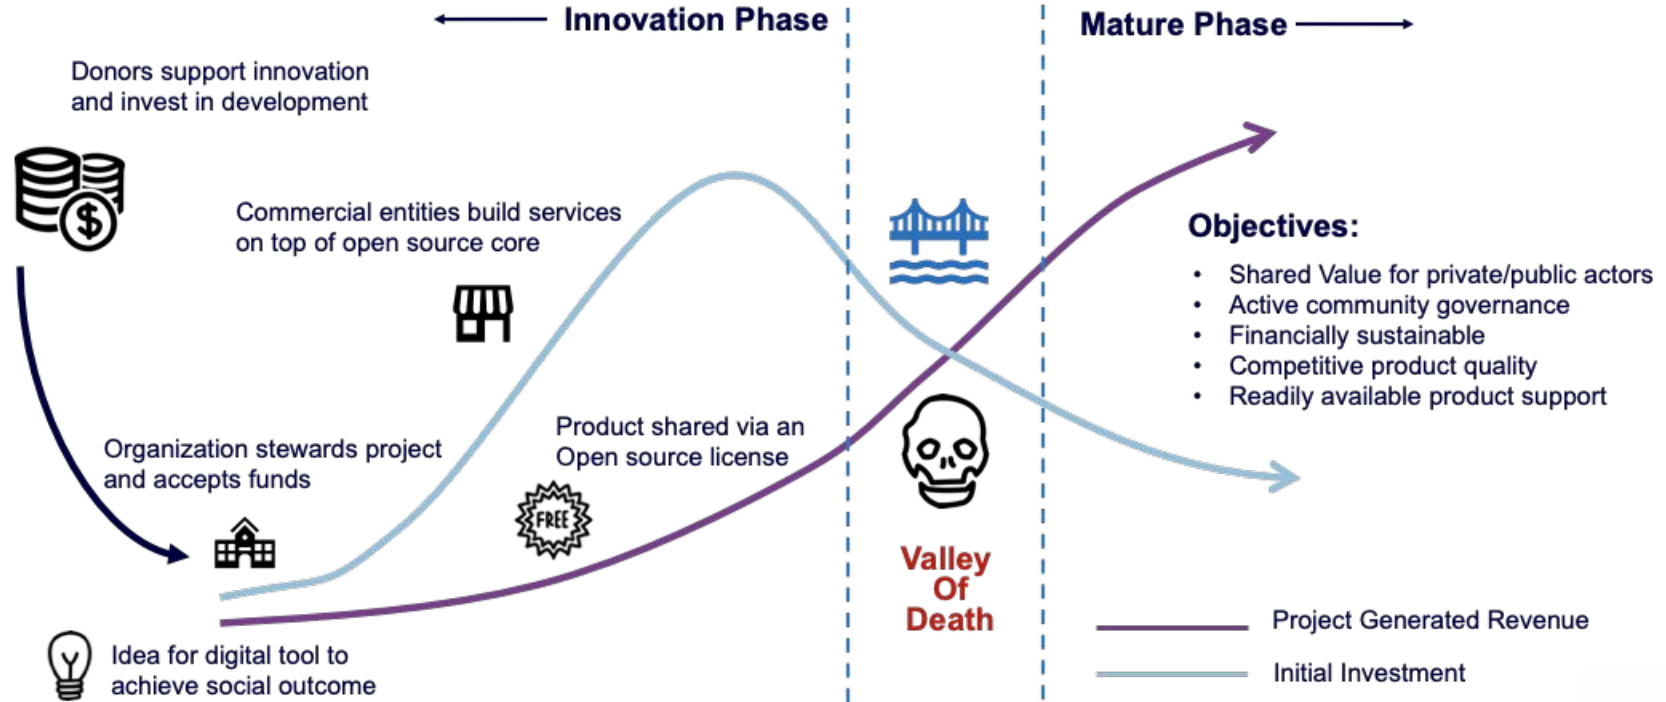 Innovation Phase
Mature Phase
Donors support innovation
and invest in development
Commercial entities build services
on top of open source core
Objectives:
• Shared Value for private/public actors
• Active community governance
• Financially sustainable
• Competitive product quality
• Readily available product support
Organization stewards project
and accepts funds
Product shared via an
Open source license
FREE
Valley
Of
Death
Idea for digital tool to
achieve social outcome
Project Generated Revenue
Initial Investment